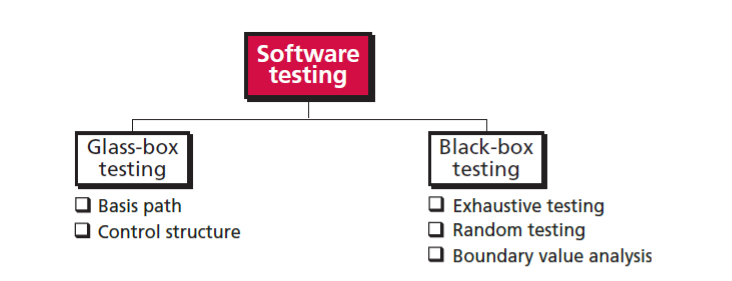 Software
testing
Glass-box
testing
Black-box
testing
Basis path
Control structure
Exhaustive testing
Random testing
Boundary value analysis